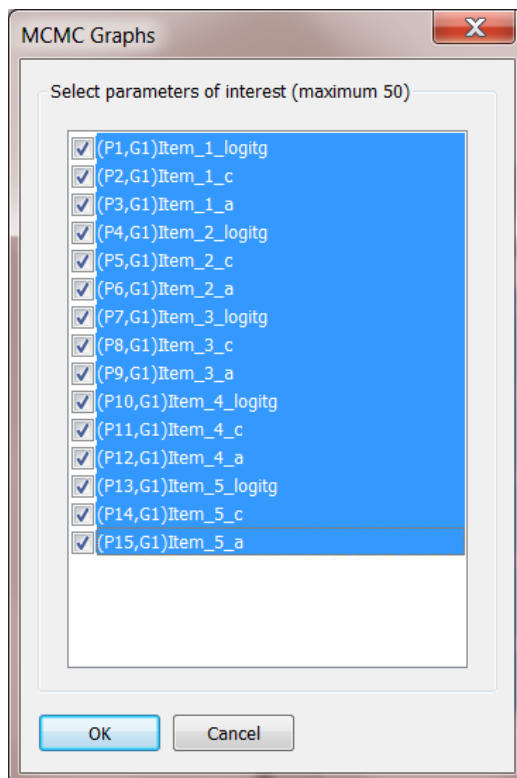 MCMC Graphs
Select parameters of interest (maximum 50)
(P1,G1)Item_1_logitg
(P2,G1)Item_1_c
(P3,G1)Item_1_a
(P4,G1)Item_2_logitg
(P5,G1)Item_2_c
(P6,G1)Item_2_a
(P7,G1)Item_3_logitg
(P8,G1)Item_3_c
(P9,G1)Item_3_a
(P10,G1)Item_4_logitg
(P11,G1)Item_4_c
(P12,G1)Item_4_a
(P13,G1)Item_5_logitg
(P14,G1)Item_5_c
(P15,G1)Item_5_a
OK Cancel